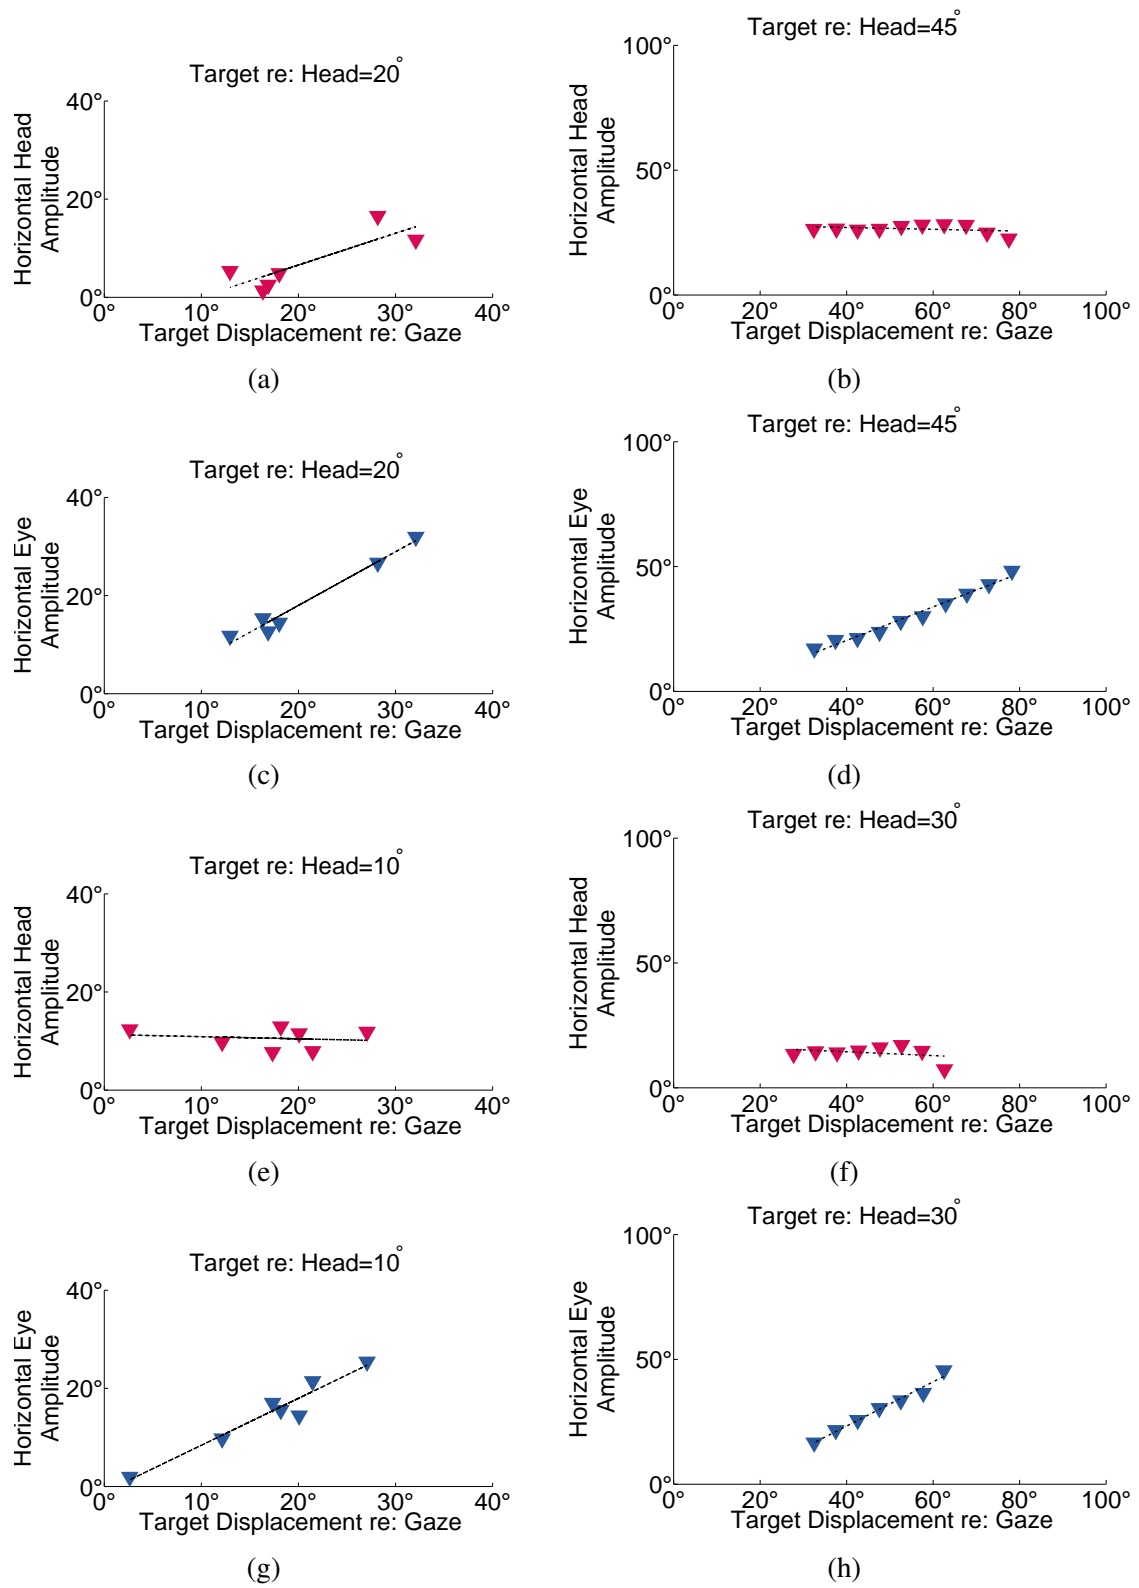 Target re: Head=20°
Horizontal Head
Amplitude
40°
20°
0°
0° 10° 20° 30° 40°
Target Displacement re: Gaze
(a)
Target re: Head=45°
Horizontal Head
Amplitude
100°
50°
0°
0° 20° 40° 60° 80° 100°
Target Displacement re: Gaze
(b)
Target re: Head=20°
Horizontal Eye
Amplitude
40°
20°
0°
0° 10° 20° 30° 40°
Target Displacement re: Gaze
(c)
Target re: Head=45°
Horizontal Eye
Amplitude
100°
50°
0°
0° 20° 40° 60° 80° 100°
Target Displacement re: Gaze
(d)
Target re: Head=10°
Horizontal Head
Amplitude
40°
20°
0°
0° 10° 20° 30° 40°
Target Displacement re: Gaze
(e)
Target re: Head=30°
Horizontal Head
Amplitude
100°
50°
0°
0° 20° 40° 60° 80° 100°
Target Displacement re: Gaze
(f)
Target re: Head=10°
Horizontal Eye
Amplitude
40°
20°
0°
0° 10° 20° 30° 40°
Target Displacement re: Gaze
(g)
Target re: Head=30°
Horizontal Eye
Amplitude
100°
50°
0°
0° 20° 40° 60° 80° 100°
Target Displacement re: Gaze
(h)